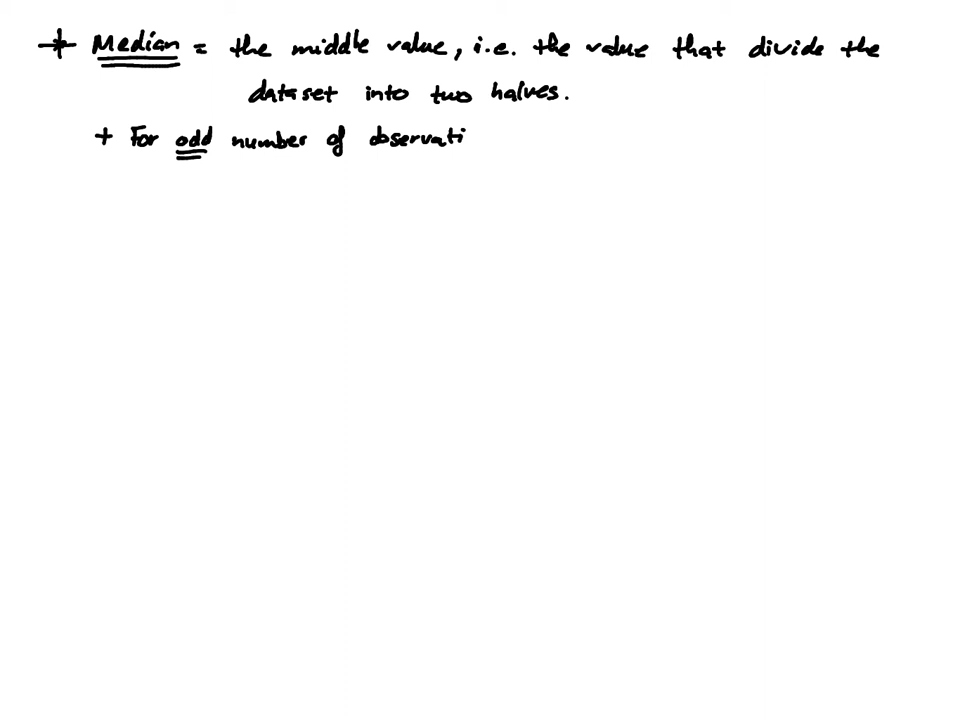 + Median = the middle value, i.e. the value that divide the
dataset into two halves.
+ For odd number of observati